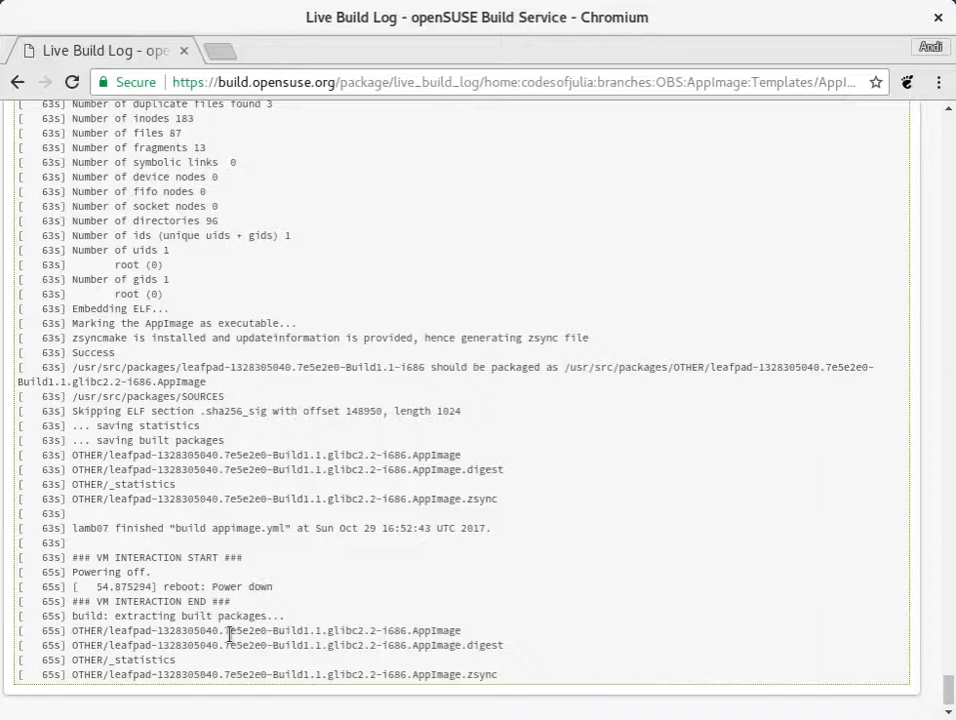 Live Build Log - openSUSE Build Service - Chromium
Live Build Log - ope
Andi
Secure https://build.opensuse.org/package/live_build_log/home:codesofjulia:branches:OBS:AppImage:Templates/AppI...
[ 63s] Number of duplicate files found 3
[ 63s] Number of inodes 183
[ 63s] Number of files 87
[ 63s] Number of fragments 13
[ 63s] Number of symbolic links 0
[ 63s] Number of device nodes 0
[ 63s] Number of fifo nodes 0
[ 63s] Number of socket nodes 0
[ 63s] Number of directories 96
[ 63s] Number of ids (unique uids + gids) 1
[ 63s] Number of uids 1
[ 63s] root (0)
[ 63s] Number of gids 1
[ 63s] root (0)
[ 63s] Embedding ELF...
[ 63s] Marking the AppImage as executable...
[ 63s] zsyncmake is installed and updateinformation is provided, hence generating zsync file
[ 63s] Success
[ 63s] /usr/src/packages/leafpad-1328305040.7e5e2e0-Build1.1-i686 should be packaged as /usr/src/packages/OTHER/leafpad-1328305040.7e5e2e0-
Build1.1.glibc2.2-i686.AppImage
[ 63s] /usr/src/packages/SOURCES
[ 63s] Skipping ELF section .sha256_sig with offset 148950, length 1024
[ 63s] ... saving statistics
[ 63s] ... saving built packages
[ 63s] OTHER/leafpad-1328305040.7e5e2e0-Build1.1.glibc2.2-i686.AppImage
[ 63s] OTHER/leafpad-1328305040.7e5e2e0-Build1.1.glibc2.2-i686.AppImage.digest
[ 63s] OTHER/_statistics
[ 63s] OTHER/leafpad-1328305040.7e5e2e0-Build1.1.glibc2.2-i686.AppImage.zsync
[ 63s]
[ 63s] lamb07 finished "build appimage.yml" at Sun Oct 29 16:52:43 UTC 2017.
[ 63s]
[ 63s] ### VM INTERACTION START ###
[ 65s] Powering off.
[ 65s] [ 54.875294] reboot: Power down
[ 65s] ### VM INTERACTION END ###
[ 65s] build: extracting built packages...
[ 65s] OTHER/leafpad-1328305040.7e5e2e0-Build1.1.glibc2.2-i686.AppImage
[ 65s] OTHER/leafpad-1328305040.7e5e2e0-Build1.1.glibc2.2-i686.AppImage.digest
[ 65s] OTHER/_statistics
[ 65s] OTHER/leafpad-1328305040.7e5e2e0-Build1.1.glibc2.2-i686.AppImage.zsync